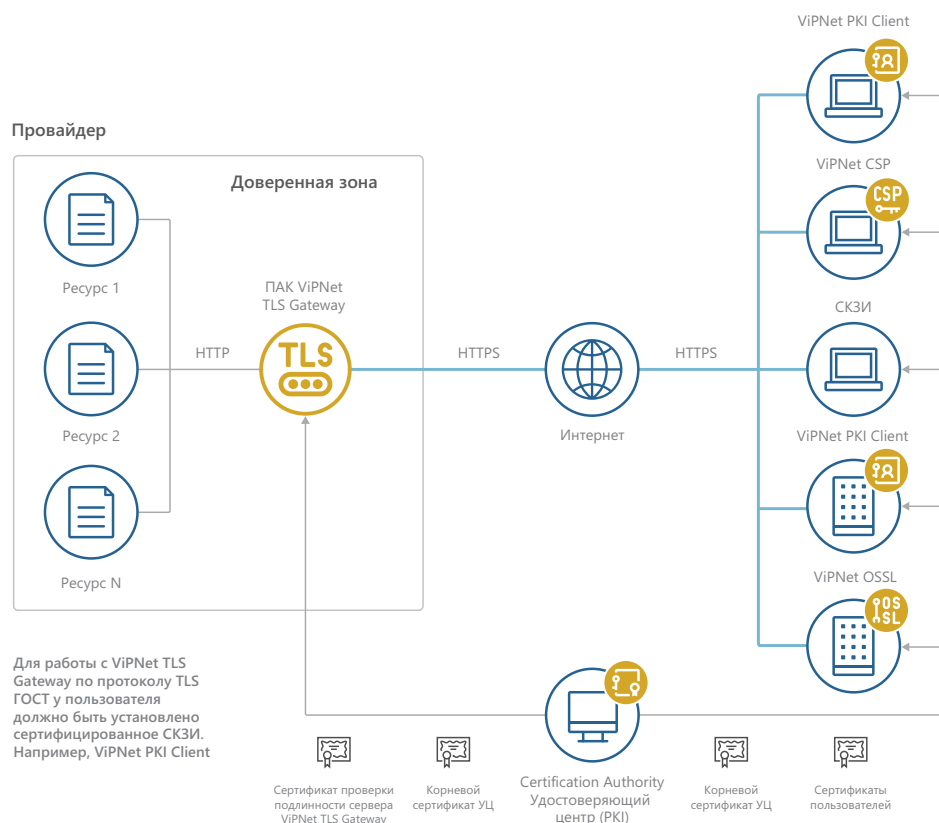 ViPNet PKI Client
Провайдер
Доверенная зона
ViPNet CSP
CSP
Ресурс 1
ПАК ViPNet
TLS Gateway
СКЗИ
TLS
HTTP
HTTPS
HTTPS
Ресурс 2
Интернет
ViPNet PKI Client
Ресурс N
ViPNet OSSL
OS
SL
Для работы с ViPNet TLS
Gateway по протоколу TLS
ГОСТ у пользователя
должно быть установлено
сертифицированное СКЗИ.
Например, ViPNet PKI Client
Сертификат проверки
подлинности сервера
ViPNet TLS Gateway
Корневой
сертификат УЦ
Certification Authority
Удостоверяющий
центр (PKI)
Корневой
сертификат УЦ
Сертификаты
пользователей